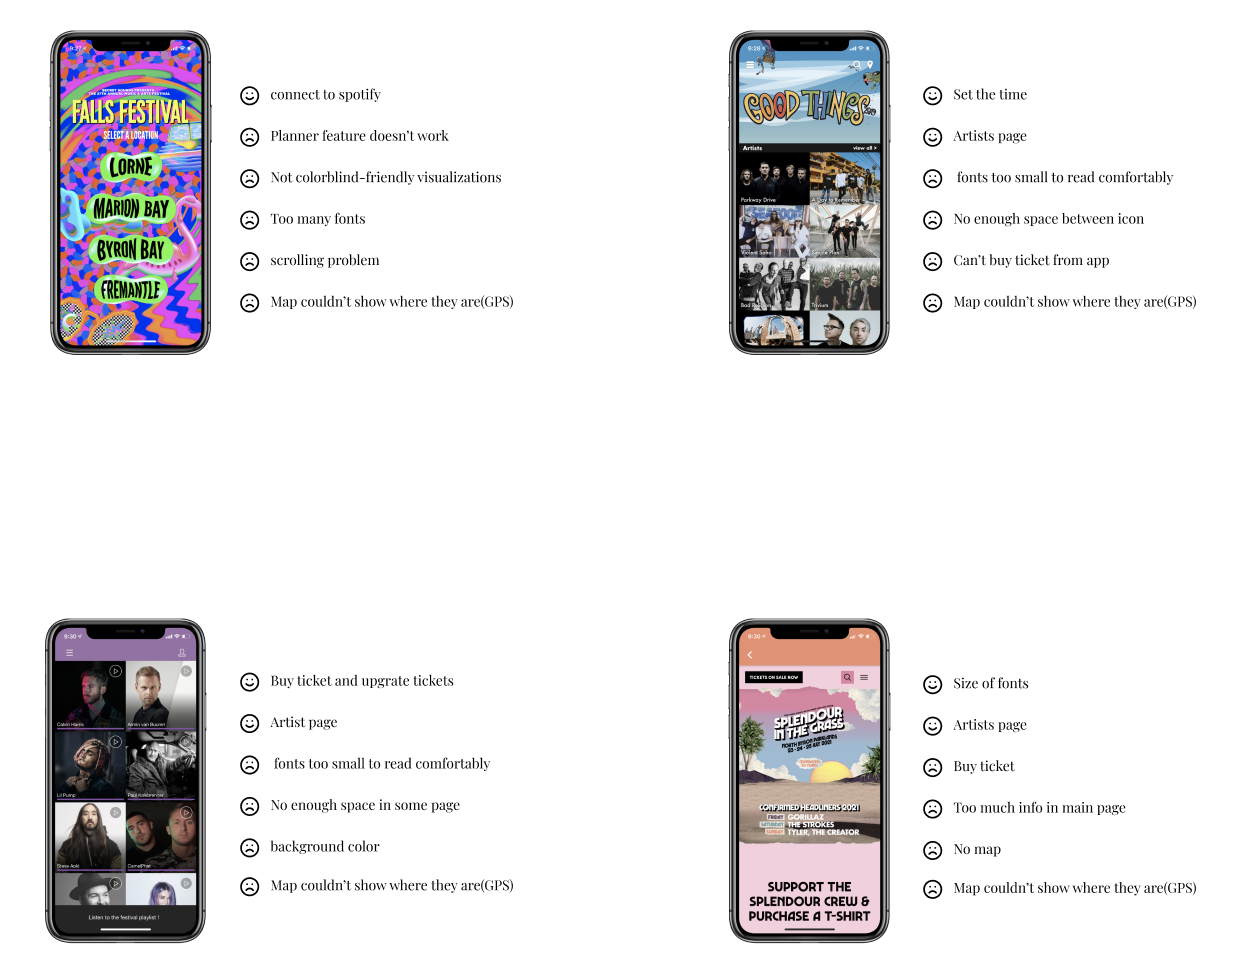 9:27
SECRET SOUNDS PRESENTS
THE 27TH ANNUAL MUSIC & ARTS FESTIVAL
FALLS FESTIVAL
SELECT A LOCATION
LORNE
MARION BAY
BYRON BAY
FREMANTLE
connect to spotify
Planner feature doesn't work
Not colorblind-friendly visualizations
Too many fonts
scrolling problem
Map couldn't show where they are(GPS)
9:28
GOOD THINGS
Artists view all >
Parkway Drive A Day to Remember
Violent Soho Simple Plan
Bad Religion Trivium
Set the time
Artists page
fonts too small to read comfortably
No enough space between icon
Can't buy ticket from app
Map couldn't show where they are(GPS)
9:30
Calvin Harris Armin van Buuren
Lil Pump Paul Kalkbrenner
Steve Aoki CamelPhat
Listen to the festival playlist !
Buy ticket and upgrate tickets
Artist page
fonts too small to read comfortably
No enough space in some page
background color
Map couldn't show where they are(GPS)
9:30
TICKETS ON SALE NOW
SPLENDOUR
IN THE GRASS
NORTH BYRON PARKLANDS
23 - 24 - 25 JULY 2021
CONFIRMED HEADLINERS 2021
FRIDAY GORILLAZ
SATURDAY THE STROKES
SUNDAY TYLER, THE CREATOR
SUPPORT THE
SPLENDOUR CREW &
PURCHASE A T-SHIRT
Size of fonts
Artists page
Buy ticket
Too much info in main page
No map
Map couldn't show where they are(GPS)